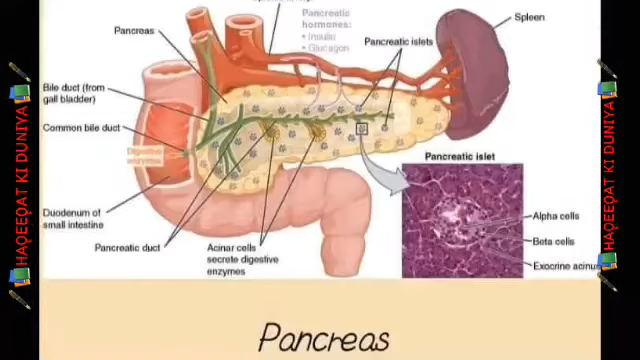 Pancreatic
hormones:
• Insulin
• Glucagon
Spleen
Pancreas
Pancreatic islets
Bile duct (from
gall bladder)
Common bile duct
Digestive
enzymes
Pancreatic islet
Duodenum of
small intestine
Alpha cells
Beta cells
Exocrine acinus
Pancreatic duct
Acinar cells
secrete digestive
enzymes
Pancreas
HAQEEQAT KI DUNIYA
HAQEEQAT KI DUNIYA